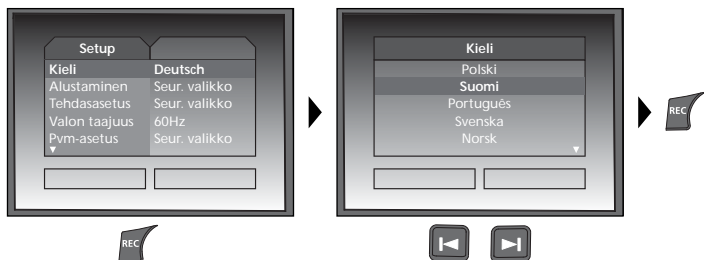 Setup
Kieli Deutsch
Alustaminen Seur. valikko
Tehdasasetus Seur. valikko
Valon taajuus 60Hz
Pvm-asetus Seur. valikko
REC
Kieli
Polski
Suomi
Português
Svenska
Norsk
REC